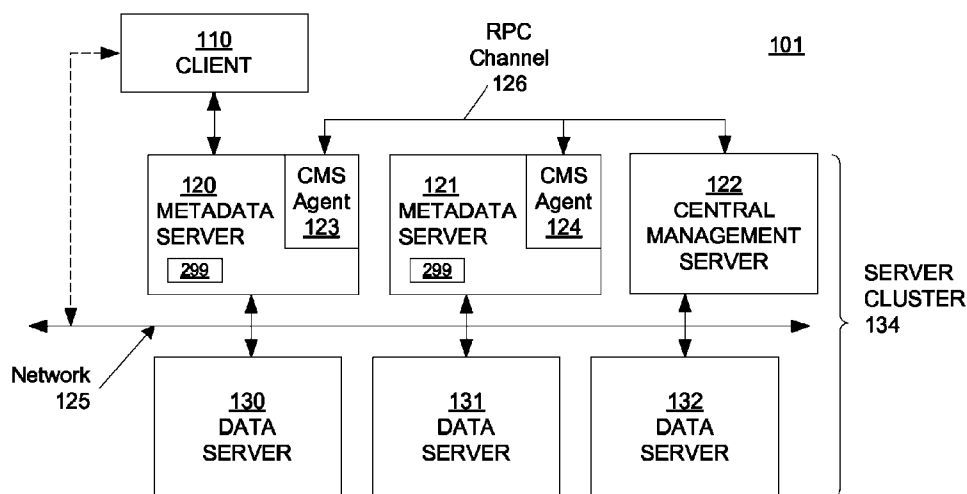 110
CLIENT
RPC
Channel
126
101
120
METADATA
SERVER
299
CMS
Agent
123
121
METADATA
SERVER
299
CMS
Agent
124
122
CENTRAL
MANAGEMENT
SERVER
SERVER
CLUSTER
134
Network
125
130
DATA
SERVER
131
DATA
SERVER
132
DATA
SERVER